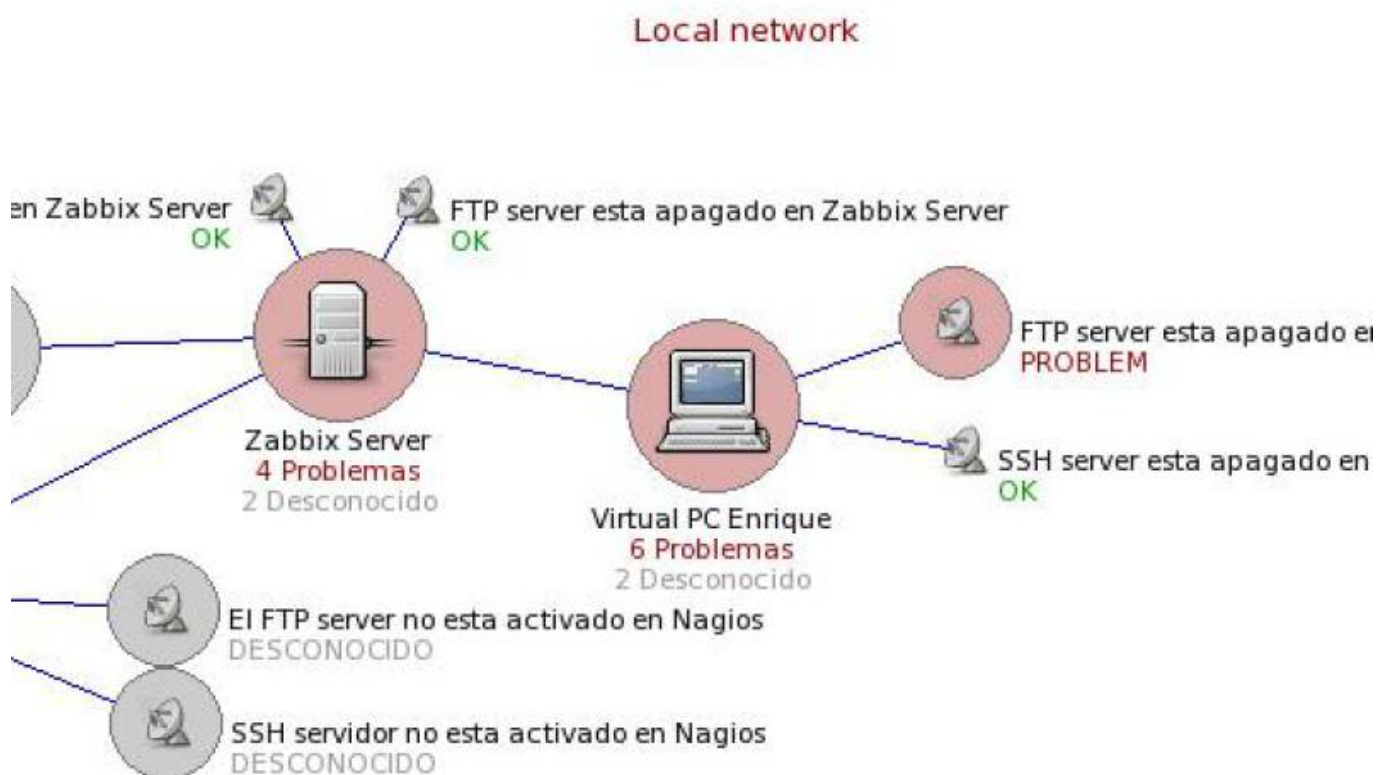 Local network
en Zabbix Server
OK
FTP server esta apagado en Zabbix Server
OK
FTP server esta apagado en
PROBLEM
Zabbix Server
4 Problemas
2 Desconocido
SSH server esta apagado en
OK
Virtual PC Enrique
6 Problemas
2 Desconocido
El FTP server no esta activado en Nagios
DESCONOCIDO
SSH servidor no esta activado en Nagios
DESCONOCIDO